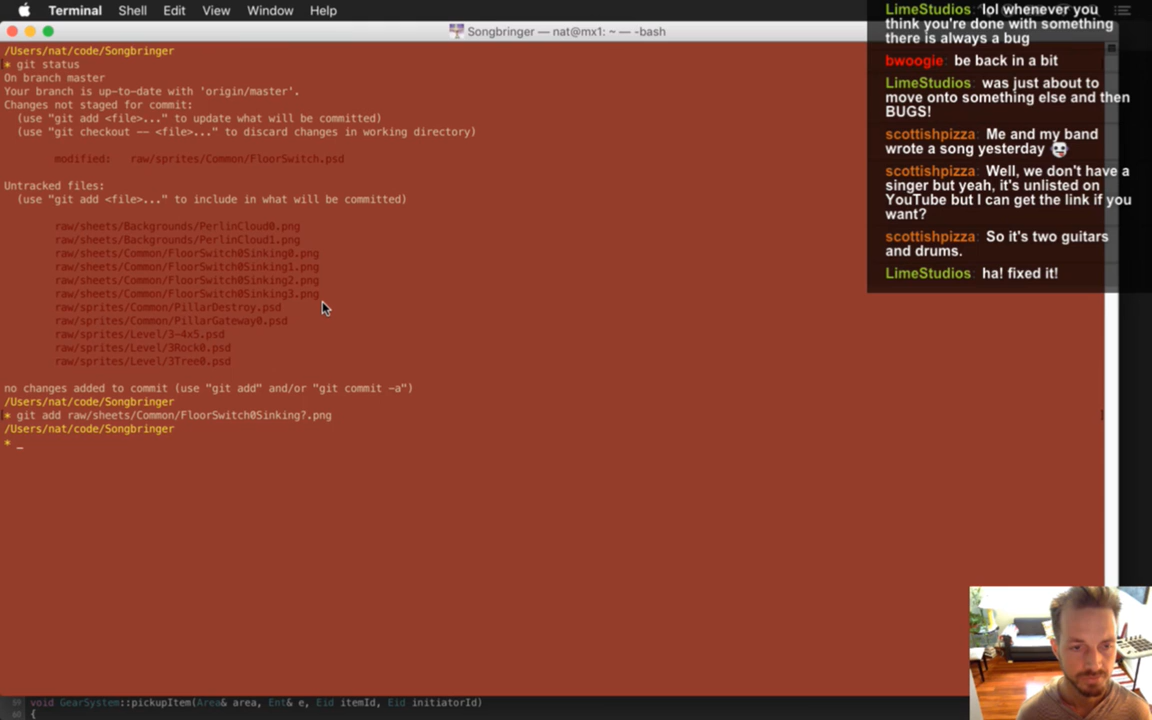 Terminal Shell Edit View Window Help
Songbringer — nat@mx1: ~ — -bash
/Users/nat/code/Songbringer
* git status
On branch master
Your branch is up-to-date with 'origin/master'.
Changes not staged for commit:
(use "git add <file>..." to update what will be committed)
(use "git checkout -- <file>..." to discard changes in working directory)
modified: raw/sprites/Common/FloorSwitch.psd
Untracked files:
(use "git add <file>..." to include in what will be committed)
raw/sheets/Backgrounds/PerlinCloud0.png
raw/sheets/Backgrounds/PerlinCloud1.png
raw/sheets/Common/FloorSwitch0Sinking0.png
raw/sheets/Common/FloorSwitch0Sinking1.png
raw/sheets/Common/FloorSwitch0Sinking2.png
raw/sheets/Common/FloorSwitch0Sinking3.png
raw/sprites/Common/PillarDestroy.psd
raw/sprites/Common/PillarGateway0.psd
raw/sprites/Level/3-4x5.psd
raw/sprites/Level/3Rock0.psd
raw/sprites/Level/3Tree0.psd
no changes added to commit (use "git add" and/or "git commit -a")
/Users/nat/code/Songbringer
* git add raw/sheets/Common/FloorSwitch0Sinking?.png
/Users/nat/code/Songbringer
* _
LimeStudios: lol whenever you
think you're done with something
there is always a bug
bwoogie: be back in a bit
LimeStudios: was just about to
move onto something else and then
BUGS!
scottishpizza: Me and my band
wrote a song yesterday
scottishpizza: Well, we don't have a
singer but yeah, it's unlisted on
YouTube but I can get the link if you
want?
scottishpizza: So it's two guitars
and drums.
LimeStudios: ha! fixed it!
59 void GearSystem::pickupItem(Area& area, Ent& e, Eid itemId, Eid initiatorId)
60 {